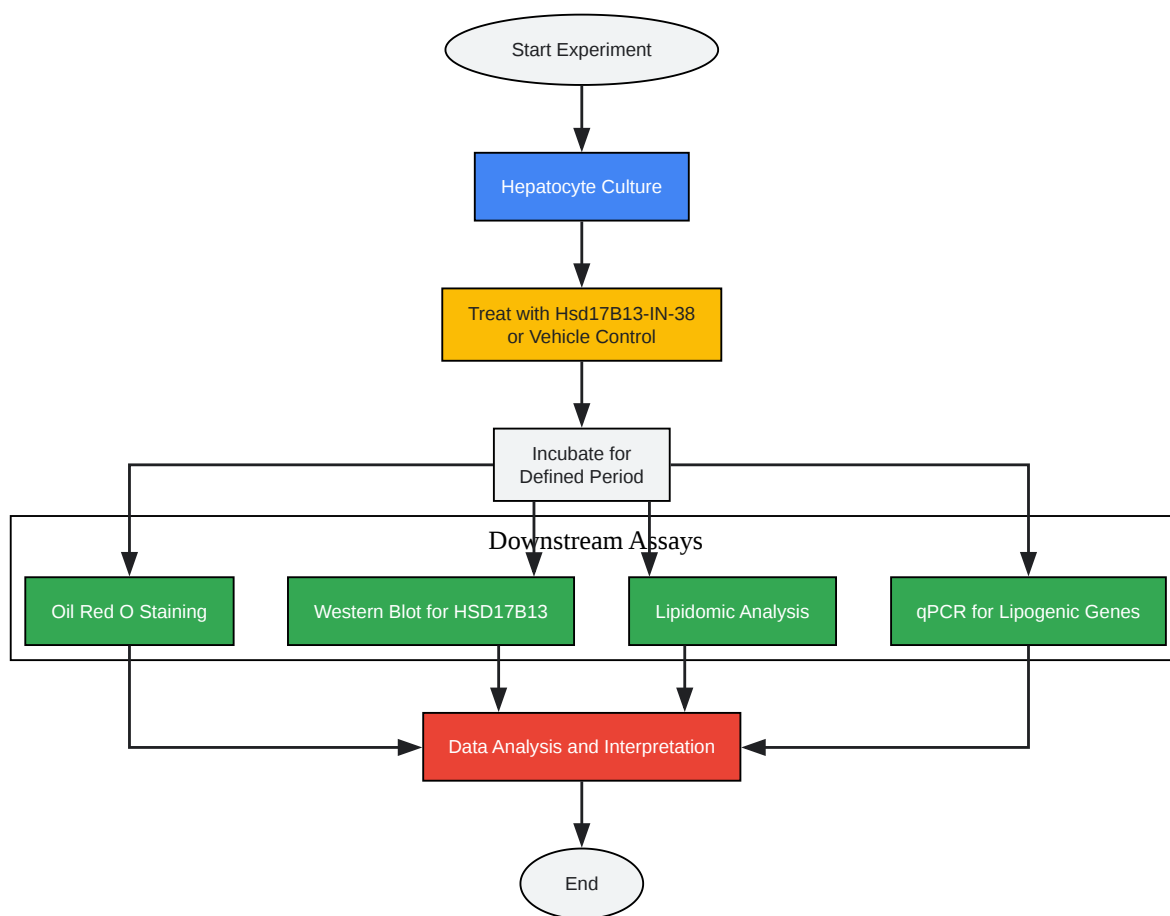 Start Experiment
Hepatocyte Culture
Treat with Hsd17B13-IN-38
or Vehicle Control
Incubate for
Defined Period
Downstream Assays
Oil Red O Staining
Western Blot for HSD17B13
Lipidomic Analysis
qPCR for Lipogenic Genes
Data Analysis and Interpretation
End